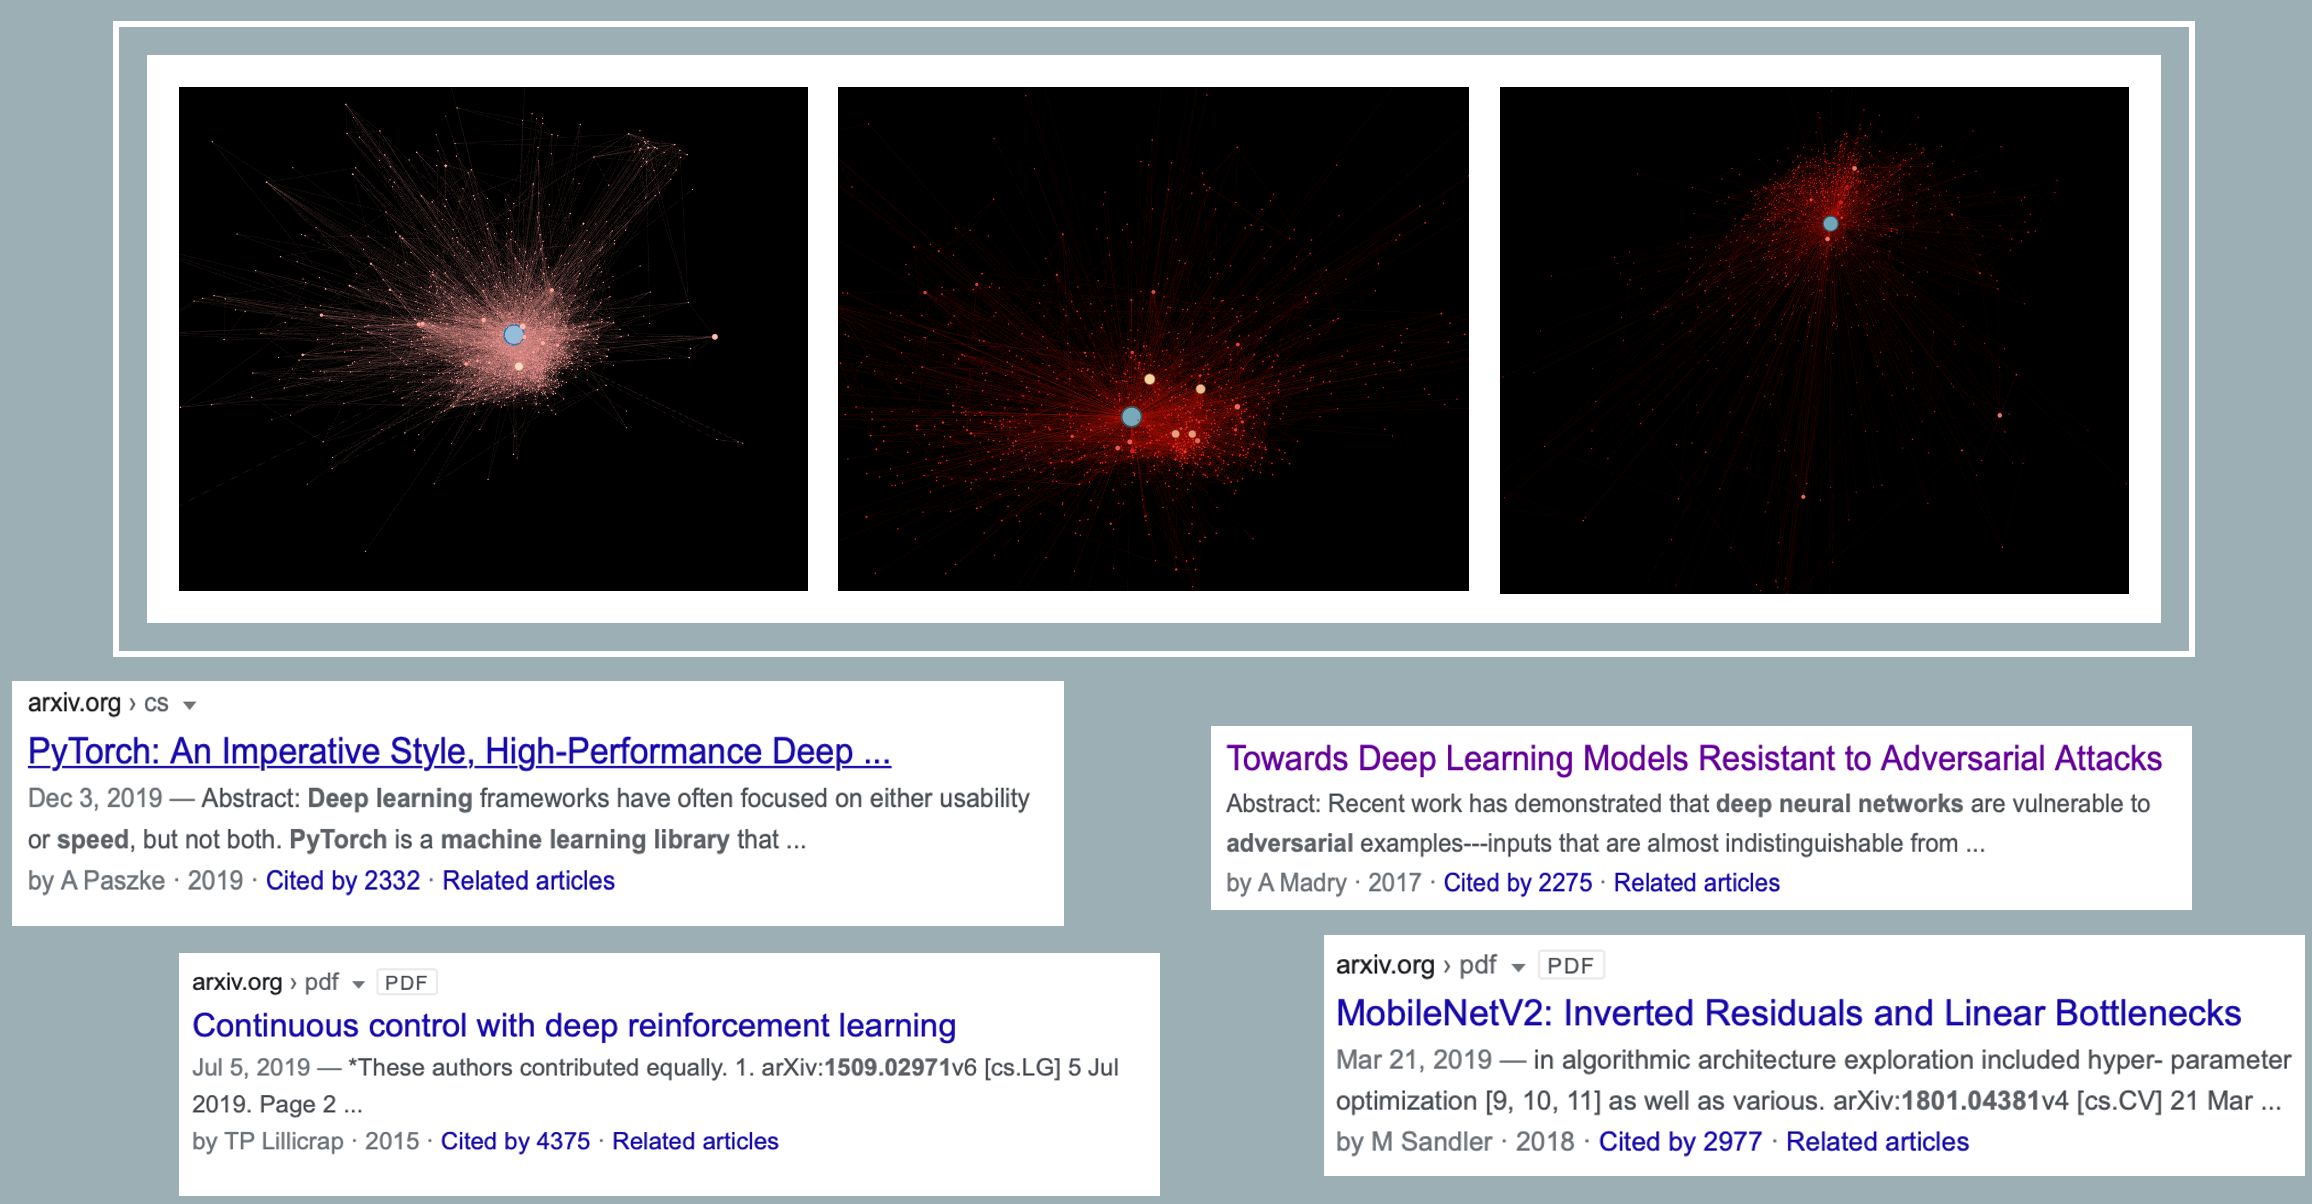 arxiv.org › cs
PyTorch: An Imperative Style, High-Performance Deep ...
Dec 3, 2019 — Abstract: Deep learning frameworks have often focused on either usability
or speed, but not both. PyTorch is a machine learning library that ...
by A Paszke · 2019 · Cited by 2332 · Related articles
Towards Deep Learning Models Resistant to Adversarial Attacks
Abstract: Recent work has demonstrated that deep neural networks are vulnerable to
adversarial examples---inputs that are almost indistinguishable from ...
by A Madry · 2017 · Cited by 2275 · Related articles
arxiv.org › pdf PDF
Continuous control with deep reinforcement learning
Jul 5, 2019 — *These authors contributed equally. 1. arXiv:1509.02971v6 [cs.LG] 5 Jul
2019. Page 2 ...
by TP Lillicrap · 2015 · Cited by 4375 · Related articles
arxiv.org › pdf PDF
MobileNetV2: Inverted Residuals and Linear Bottlenecks
Mar 21, 2019 — in algorithmic architecture exploration included hyper- parameter
optimization [9, 10, 11] as well as various. arXiv:1801.04381v4 [cs.CV] 21 Mar ...
by M Sandler · 2018 · Cited by 2977 · Related articles